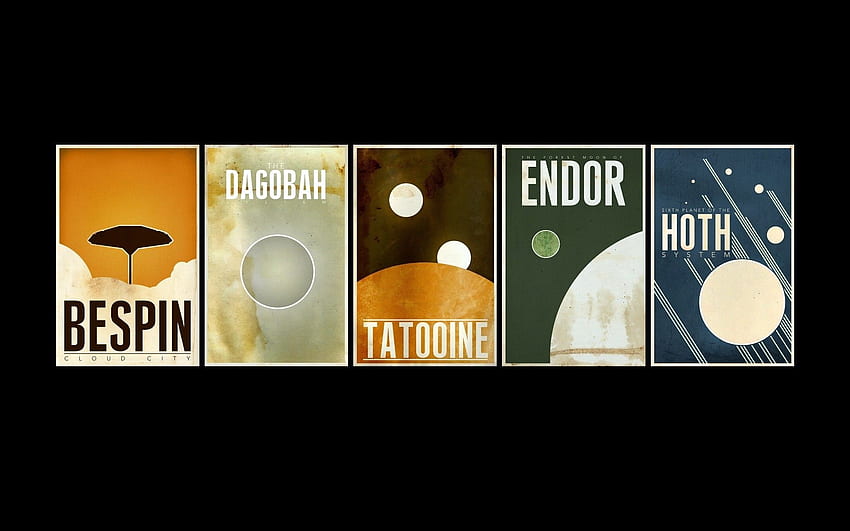 BESPIN
CLOUD CITY
THE
DAGOBAH
TATOOINE
THE FOREST MOON OF
ENDOR
SIXTH PLANET OF THE
HOTH
SYSTEM